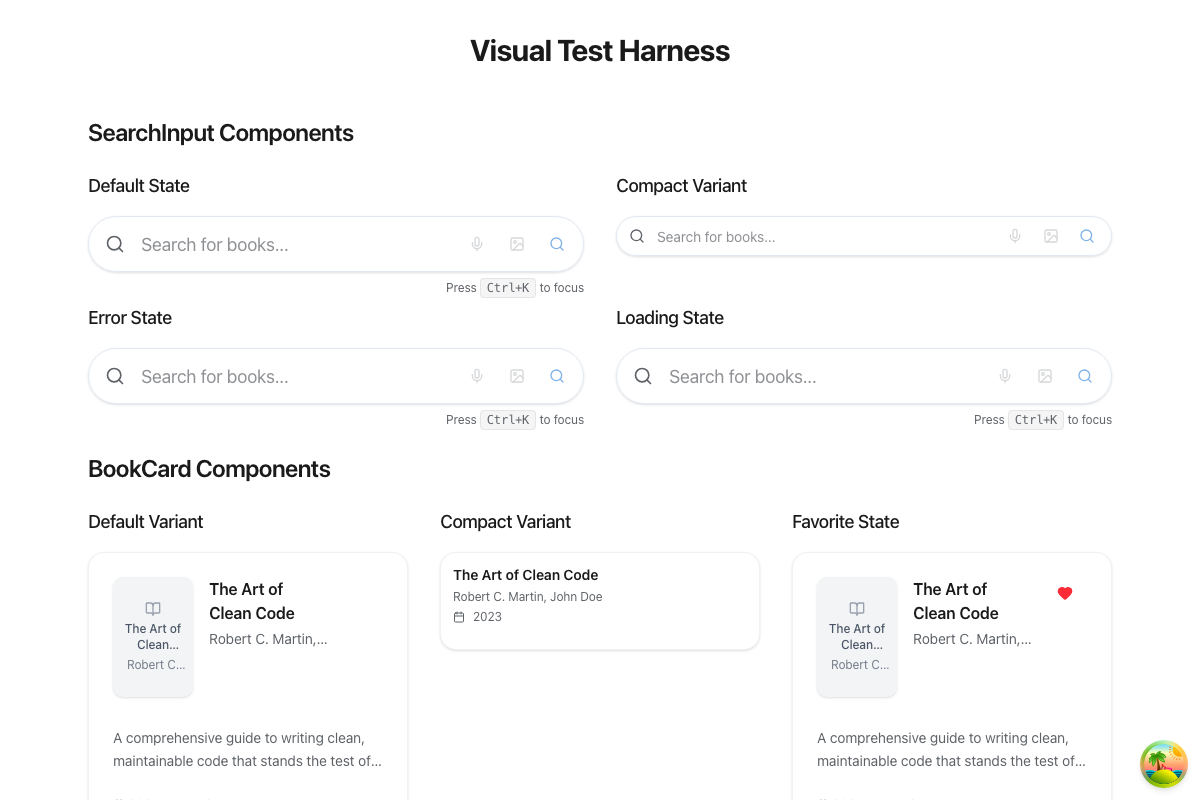 Visual Test Harness
SearchInput Components
Default State
Compact Variant
Search for books...
Search for books...
Press Ctrl+K to focus
Error State
Loading State
Search for books...
Search for books...
Press Ctrl+K to focus
Press Ctrl+K to focus
BookCard Components
Default Variant
Compact Variant
Favorite State
The Art of
Clean...
Robert C...
The Art of
Clean Code
Robert C. Martin,...
A comprehensive guide to writing clean,
maintainable code that stands the test of...
The Art of Clean Code
Robert C. Martin, John Doe
2023
The Art of
Clean...
Robert C...
The Art of
Clean Code
Robert C. Martin,...
A comprehensive guide to writing clean,
maintainable code that stands the test of...